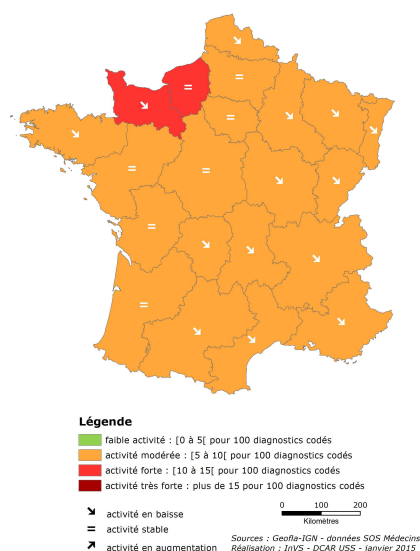 Légende
faible activité : [0 à 5[ pour 100 diagnostics codés
activité modérée : [5 à 10[ pour 100 diagnostics codés
activité forte : [10 à 15[ pour 100 diagnostics codés
activité très forte : plus de 15 pour 100 diagnostics codés
activité en baisse
activité stable
activité en augmentation
0 100 200
Kilomètres
Sources : Geofla-IGN - données SOS Médecins
Réalisation : InVS - DCAR USS - janvier 2015